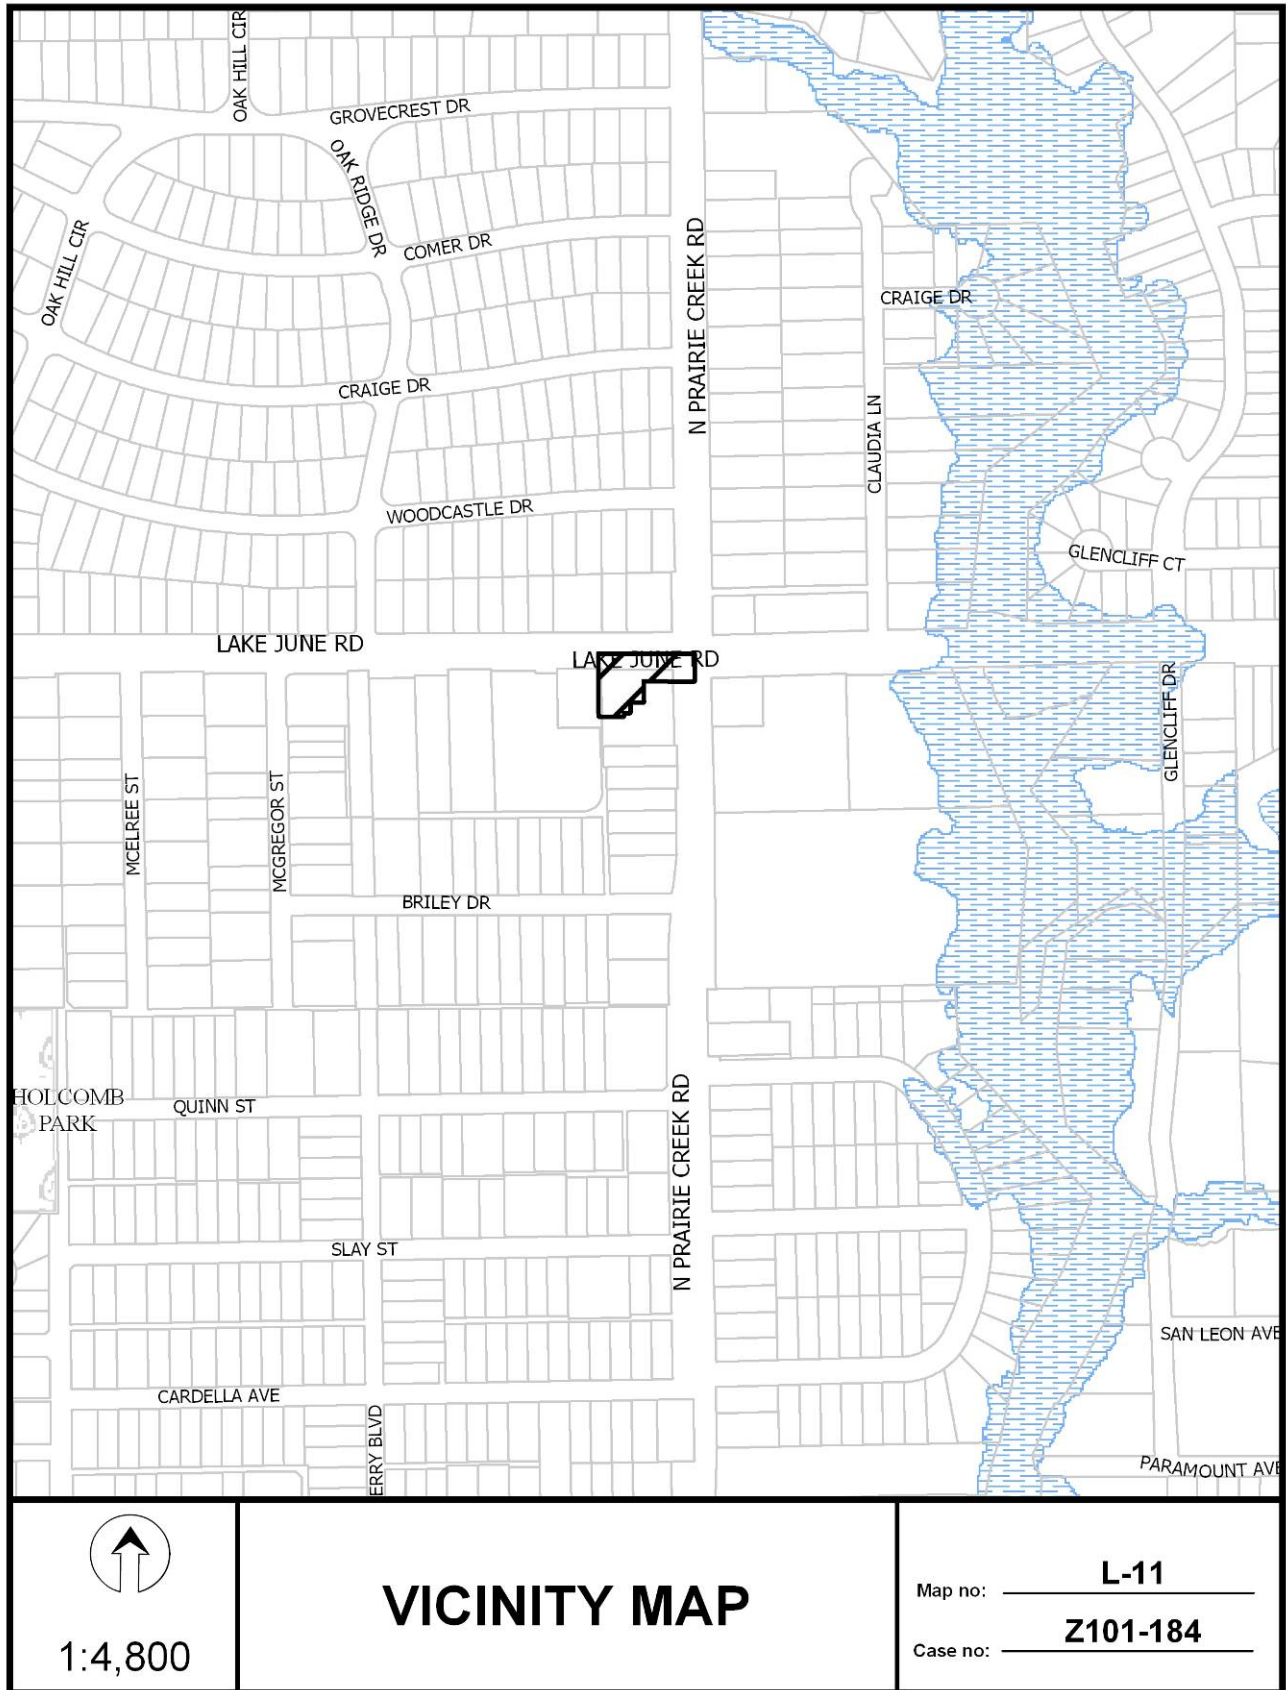 OAK HILL CIR
GROVECREST DR
OAK RIDGE DR
OAK HILL CIR
COMER DR
N PRAIRIE CREEK RD
CRAIGE DR
CRAIGE DR
CLAUDIA LN
WOODCASTLE DR
GLENCLIFF CT
LAKE JUNE RD
LAKE JUNE RD
GLENCLIFF DR
MCELREE ST
MCGREGOR ST
BRILEY DR
HOLCOMB
PARK
QUINN ST
N PRAIRIE CREEK RD
SLAY ST
SAN LEON AVE
CARDELLA AVE
ERRY BLVD
PARAMOUNT AVE
1:4,800
VICINITY MAP
Map no: L-11
Case no: Z101-184